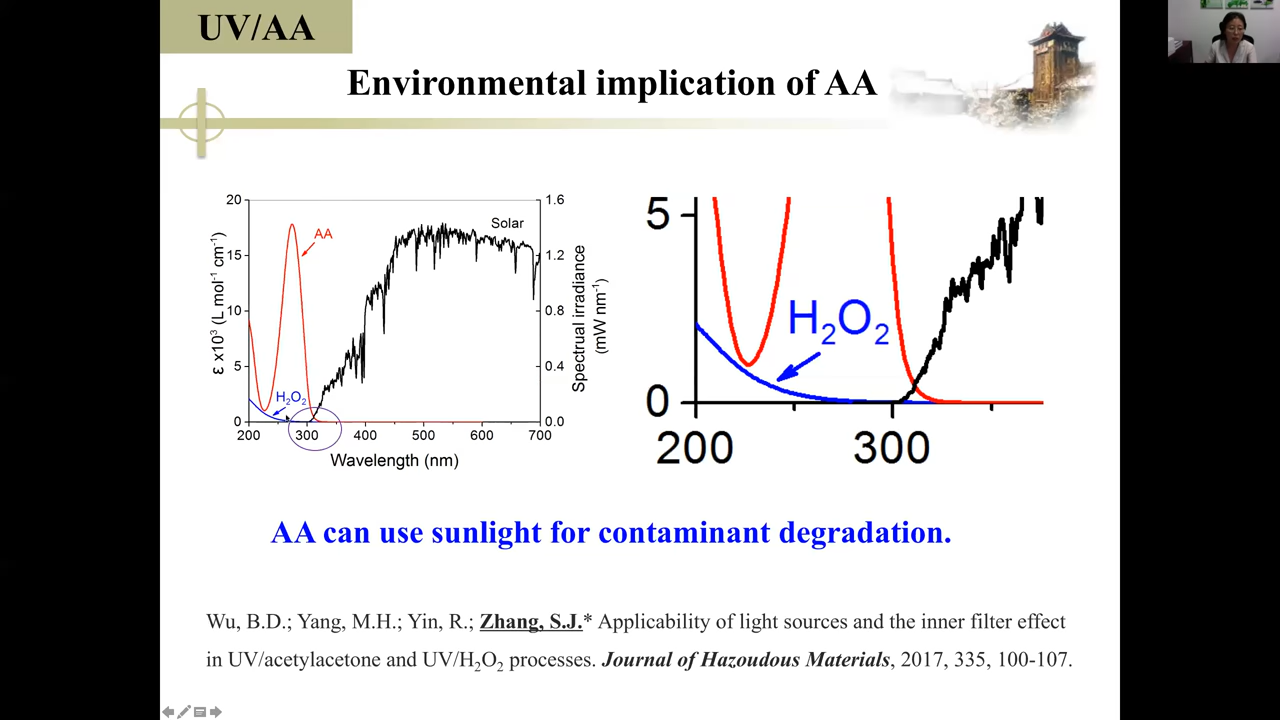 UV/AA
Environmental implication of AA
20
15
10
5
0
ε x10³ (L mol⁻¹ cm⁻¹)
AA
H₂O₂
Solar
1.6
1.2
0.8
0.4
0.0
Spectrual irradiance
(mW nm⁻¹)
200 300 400 500 600 700
Wavelength (nm)
5
0
H₂O₂
200 300
AA can use sunlight for contaminant degradation.
Wu, B.D.; Yang, M.H.; Yin, R.; Zhang, S.J.* Applicability of light sources and the inner filter effect
in UV/acetylacetone and UV/H₂O₂ processes. Journal of Hazoudous Materials, 2017, 335, 100-107.